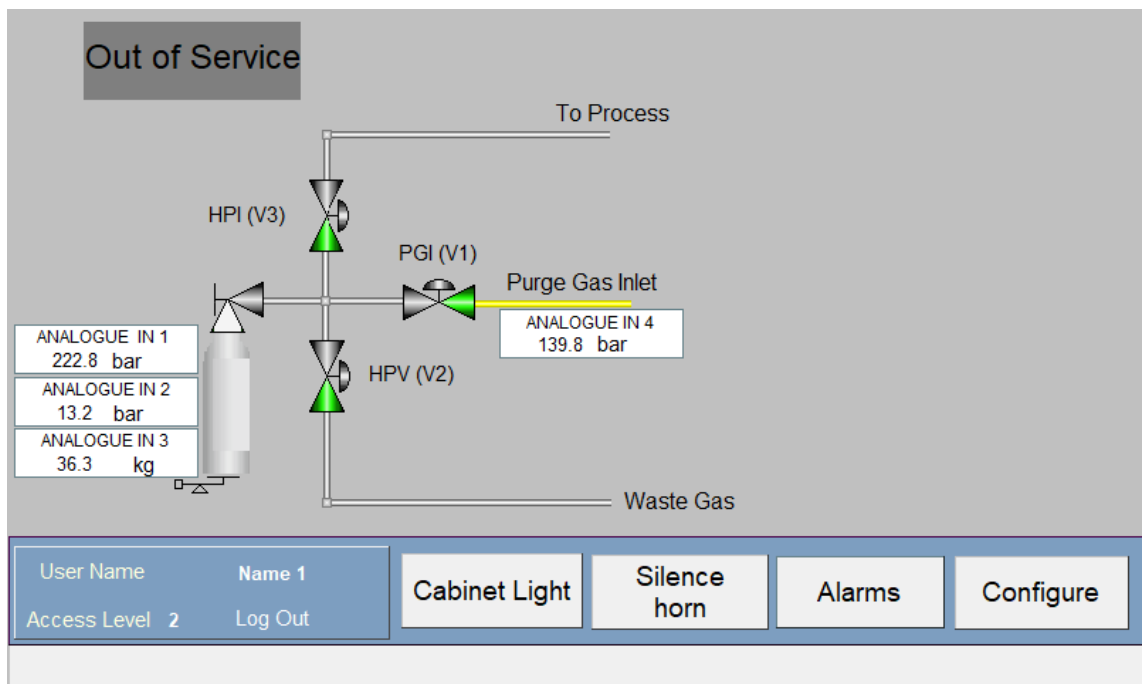 Out of Service
To Process
HPI (V3)
PGI (V1)
Purge Gas Inlet
ANALOGUE IN 4
139.8 bar
ANALOGUE IN 1
222.8 bar
ANALOGUE IN 2
13.2 bar
ANALOGUE IN 3
36.3 kg
HPV (V2)
Waste Gas
User Name Name 1
Access Level 2 Log Out
Cabinet Light
Silence
horn
Alarms
Configure